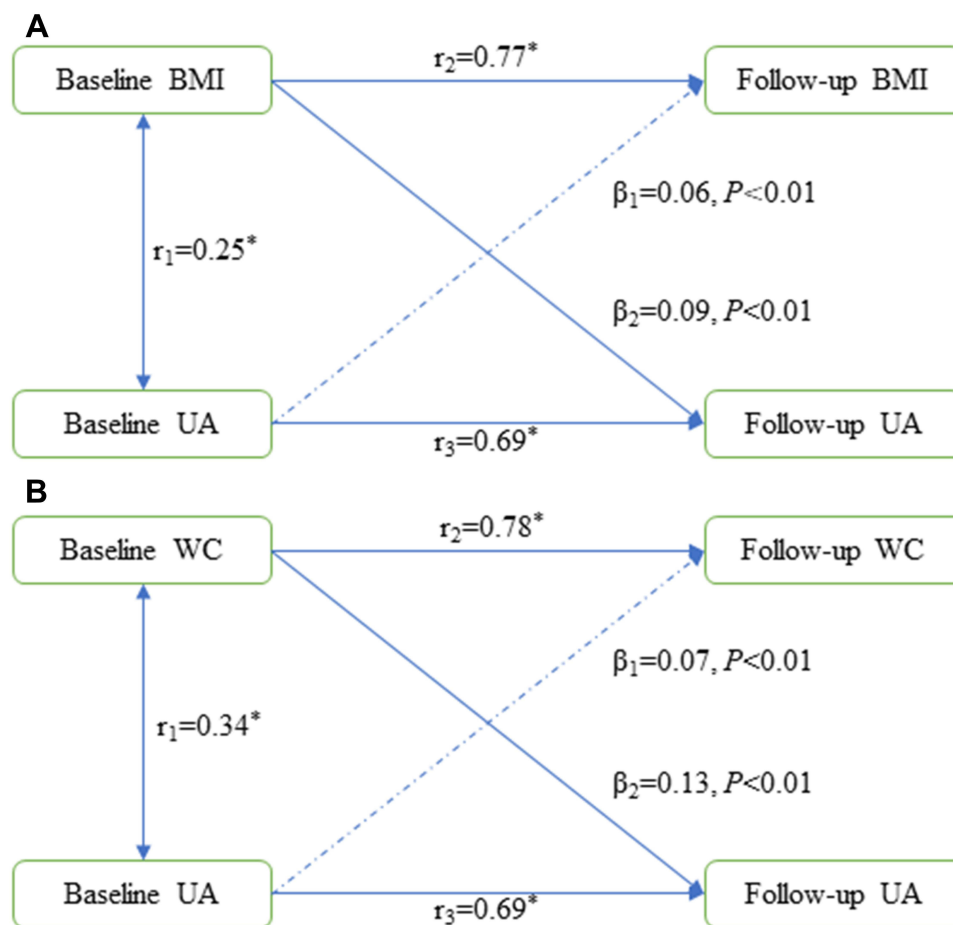 A
r₂=0.77*
Baseline BMI
Follow-up BMI
β₁=0.06, P<0.01
r₁=0.25*
β₂=0.09, P<0.01
Baseline UA
Follow-up UA
r₃=0.69*
B
r₂=0.78*
Baseline WC
Follow-up WC
β₁=0.07, P<0.01
r₁=0.34*
β₂=0.13, P<0.01
Baseline UA
Follow-up UA
r₃=0.69*